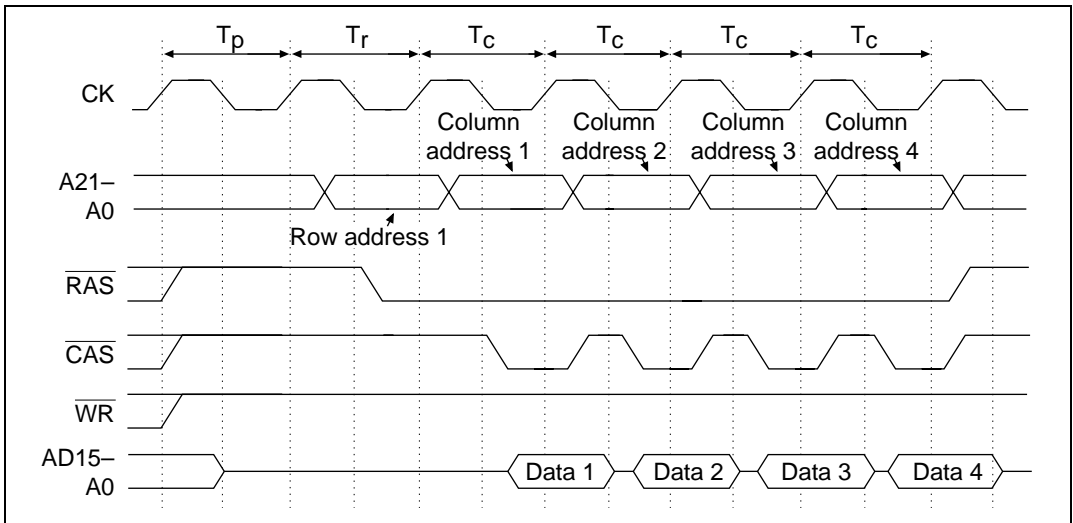 Tp Tr Tc Tc Tc Tc
CK
Column address 1
Column address 2
Column address 3
Column address 4
A21–
A0
Row address 1
RAS
CAS
WR
AD15–
A0
Data 1 Data 2 Data 3 Data 4